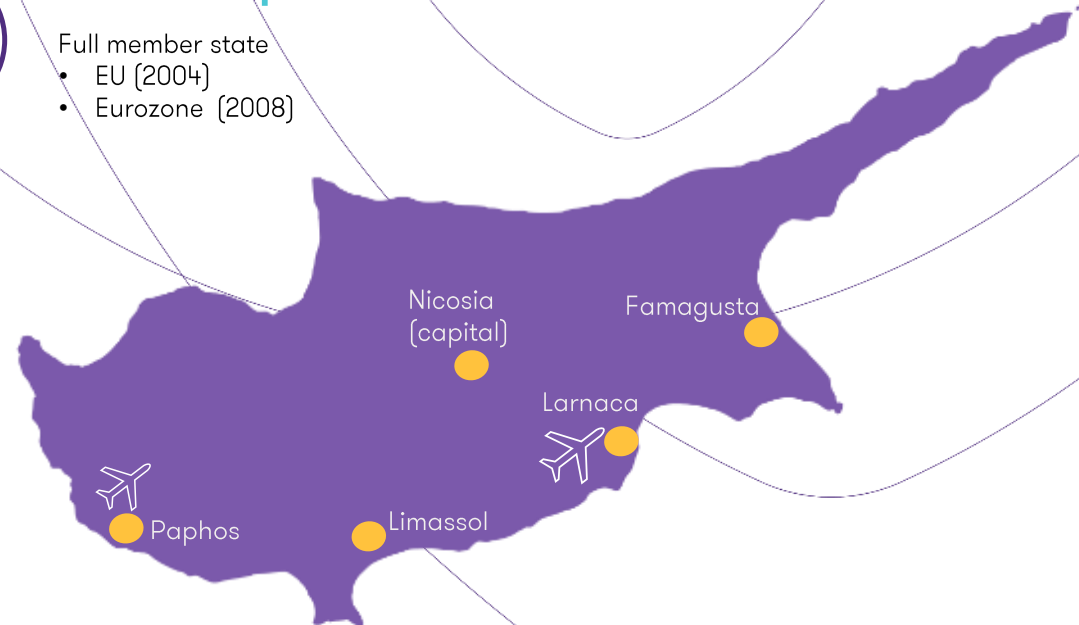 Full member state
• EU (2004)
• Eurozone (2008)
Nicosia
(capital)
Famagusta
Larnaca
Limassol
Paphos